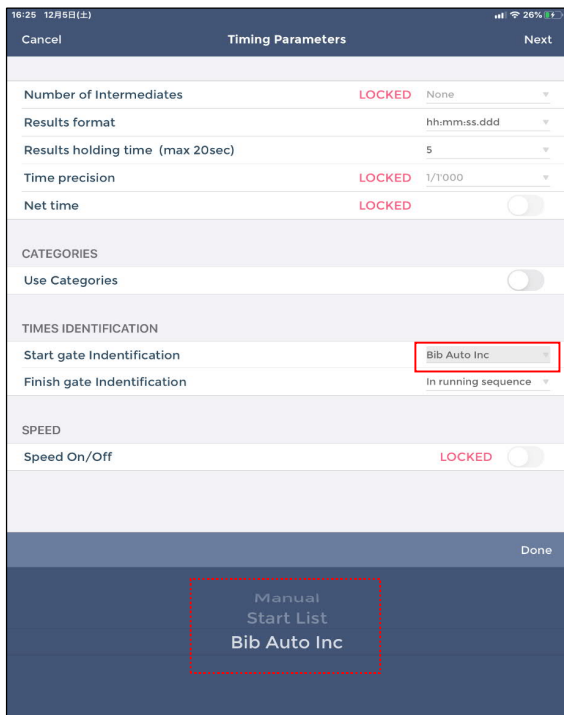 16:25 12月5日(土) 26%
Cancel Timing Parameters Next
Number of Intermediates LOCKED None
Results format hh:mm:ss.ddd
Results holding time (max 20sec) 5
Time precision LOCKED 1/1'000
Net time LOCKED
CATEGORIES
Use Categories
TIMES IDENTIFICATION
Start gate Indentification Bib Auto Inc
Finish gate Indentification In running sequence
SPEED
Speed On/Off LOCKED
Done
Manual
Start List
Bib Auto Inc